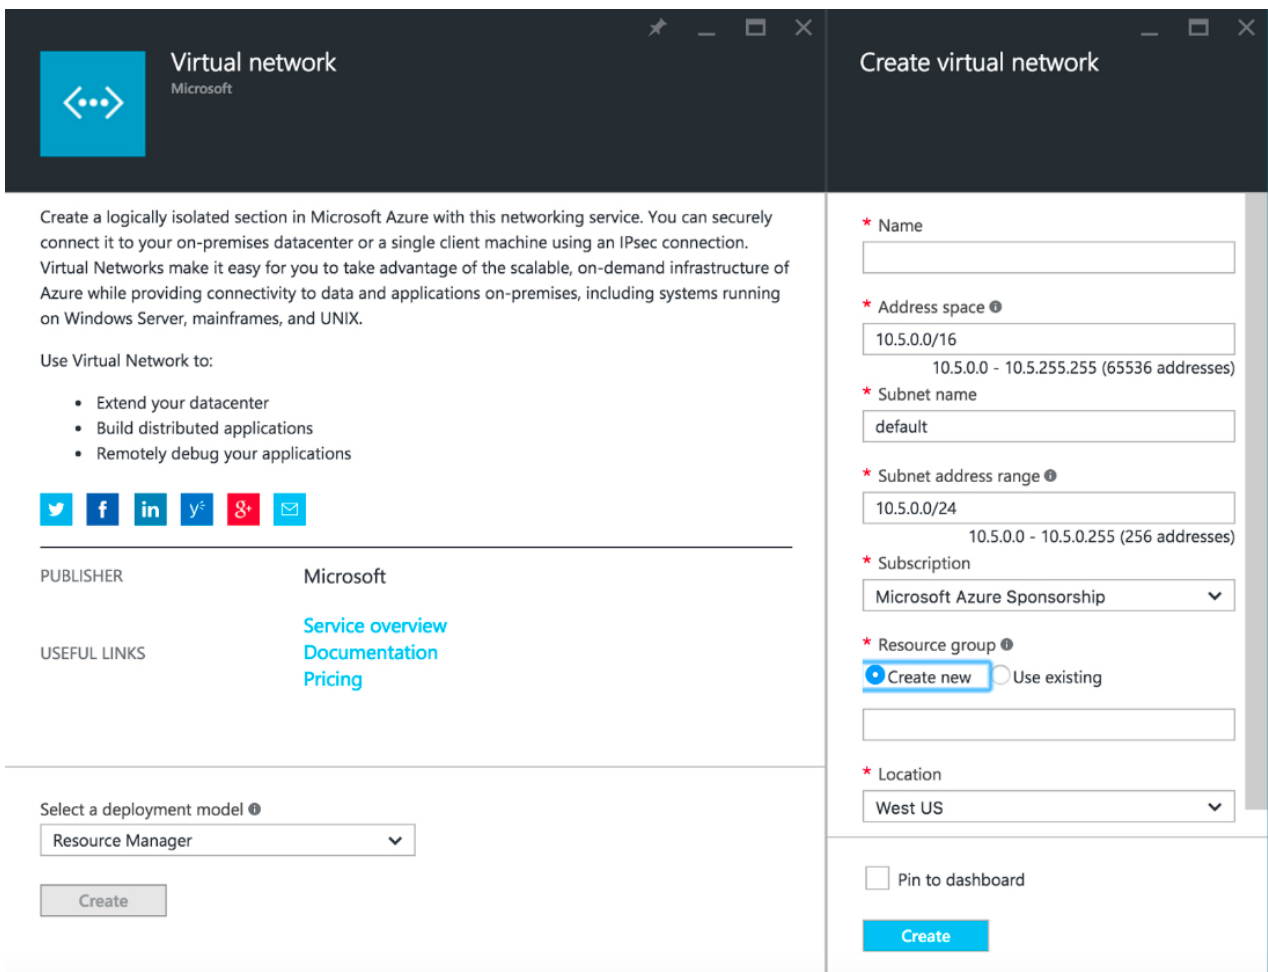 Virtual network
Microsoft
Create a logically isolated section in Microsoft Azure with this networking service. You can securely
connect it to your on-premises datacenter or a single client machine using an IPsec connection.
Virtual Networks make it easy for you to take advantage of the scalable, on-demand infrastructure of
Azure while providing connectivity to data and applications on-premises, including systems running
on Windows Server, mainframes, and UNIX.
Use Virtual Network to:
• Extend your datacenter
• Build distributed applications
• Remotely debug your applications
f in y 8+
PUBLISHER Microsoft
USEFUL LINKS
Service overview
Documentation
Pricing
Select a deployment model
Resource Manager
Create
Create virtual network
* Name
* Address space
10.5.0.0/16
10.5.0.0 - 10.5.255.255 (65536 addresses)
* Subnet name
default
* Subnet address range
10.5.0.0/24
10.5.0.0 - 10.5.0.255 (256 addresses)
* Subscription
Microsoft Azure Sponsorship
* Resource group
Create new Use existing
* Location
West US
Pin to dashboard
Create